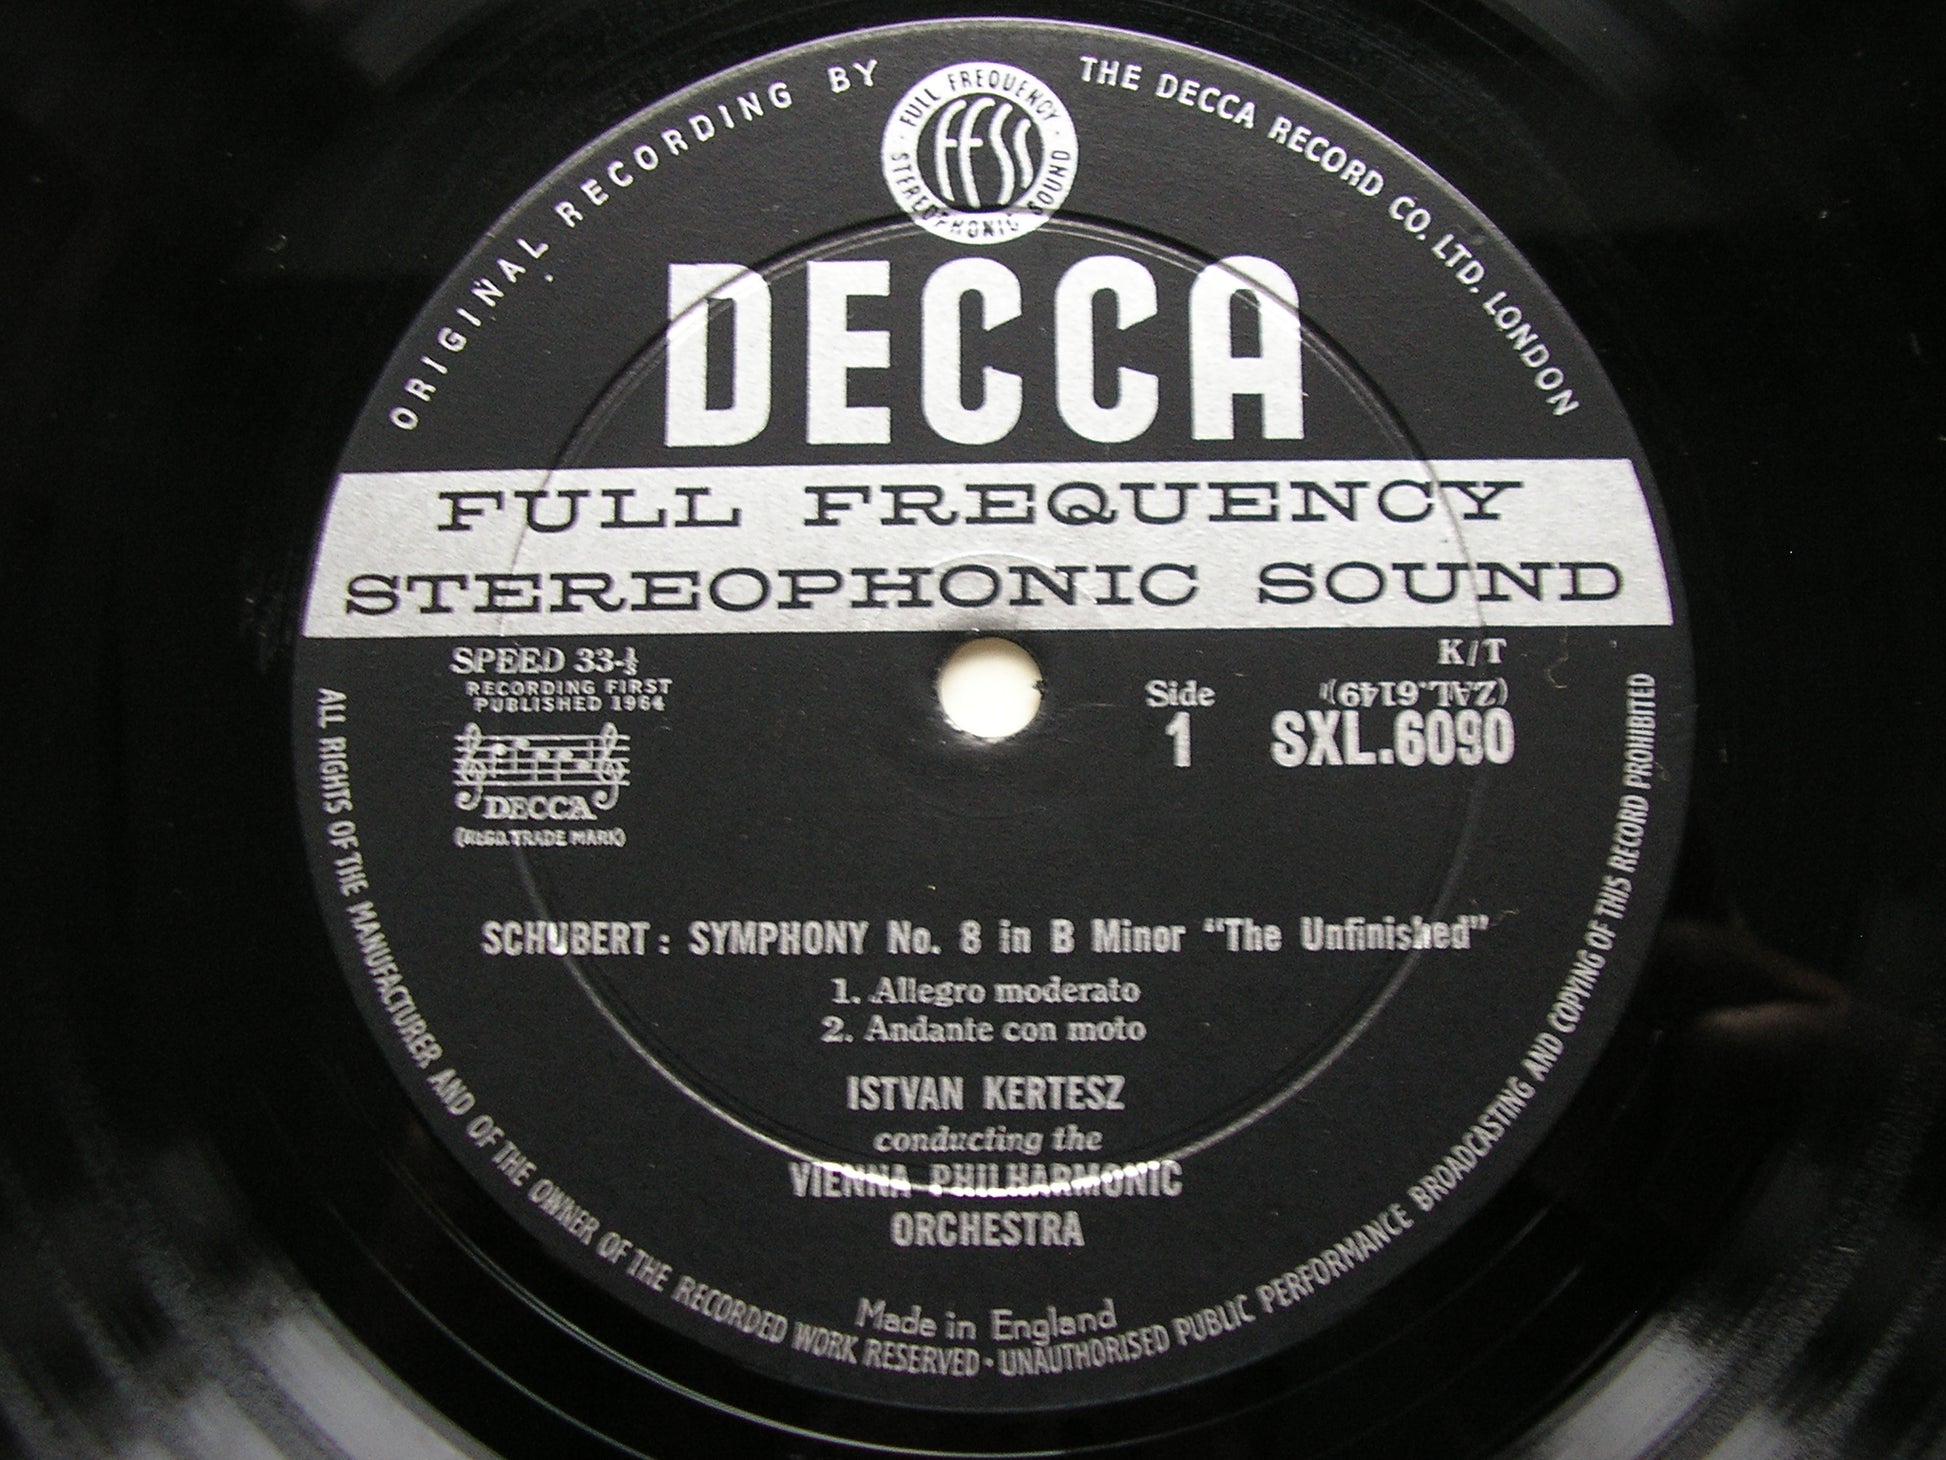 ORIGINAL RECORDING BY
THE DECCA RECORD CO. LTD. LONDON
FULL FREQUENCY
FFSS
STEREOPHONIC SOUND
DECCA
FULL FREQUENCY
STEREOPHONIC SOUND
SPEED 33-⅓
RECORDING FIRST
PUBLISHED 1964
DECCA
(REGD. TRADE MARK)
Side
1
K/T
(ZAL.6149)
SXL.6090
SCHUBERT: SYMPHONY No. 8 in B Minor "The Unfinished"
1. Allegro moderato
2. Andante con moto
ISTVAN KERTESZ
conducting the
VIENNA PHILHARMONIC
ORCHESTRA
Made in England
ALL RIGHTS OF THE MANUFACTURER AND OF THE OWNER OF THE RECORDED WORK RESERVED · UNAUTHORISED PUBLIC PERFORMANCE BROADCASTING AND COPYING OF THIS RECORD PROHIBITED